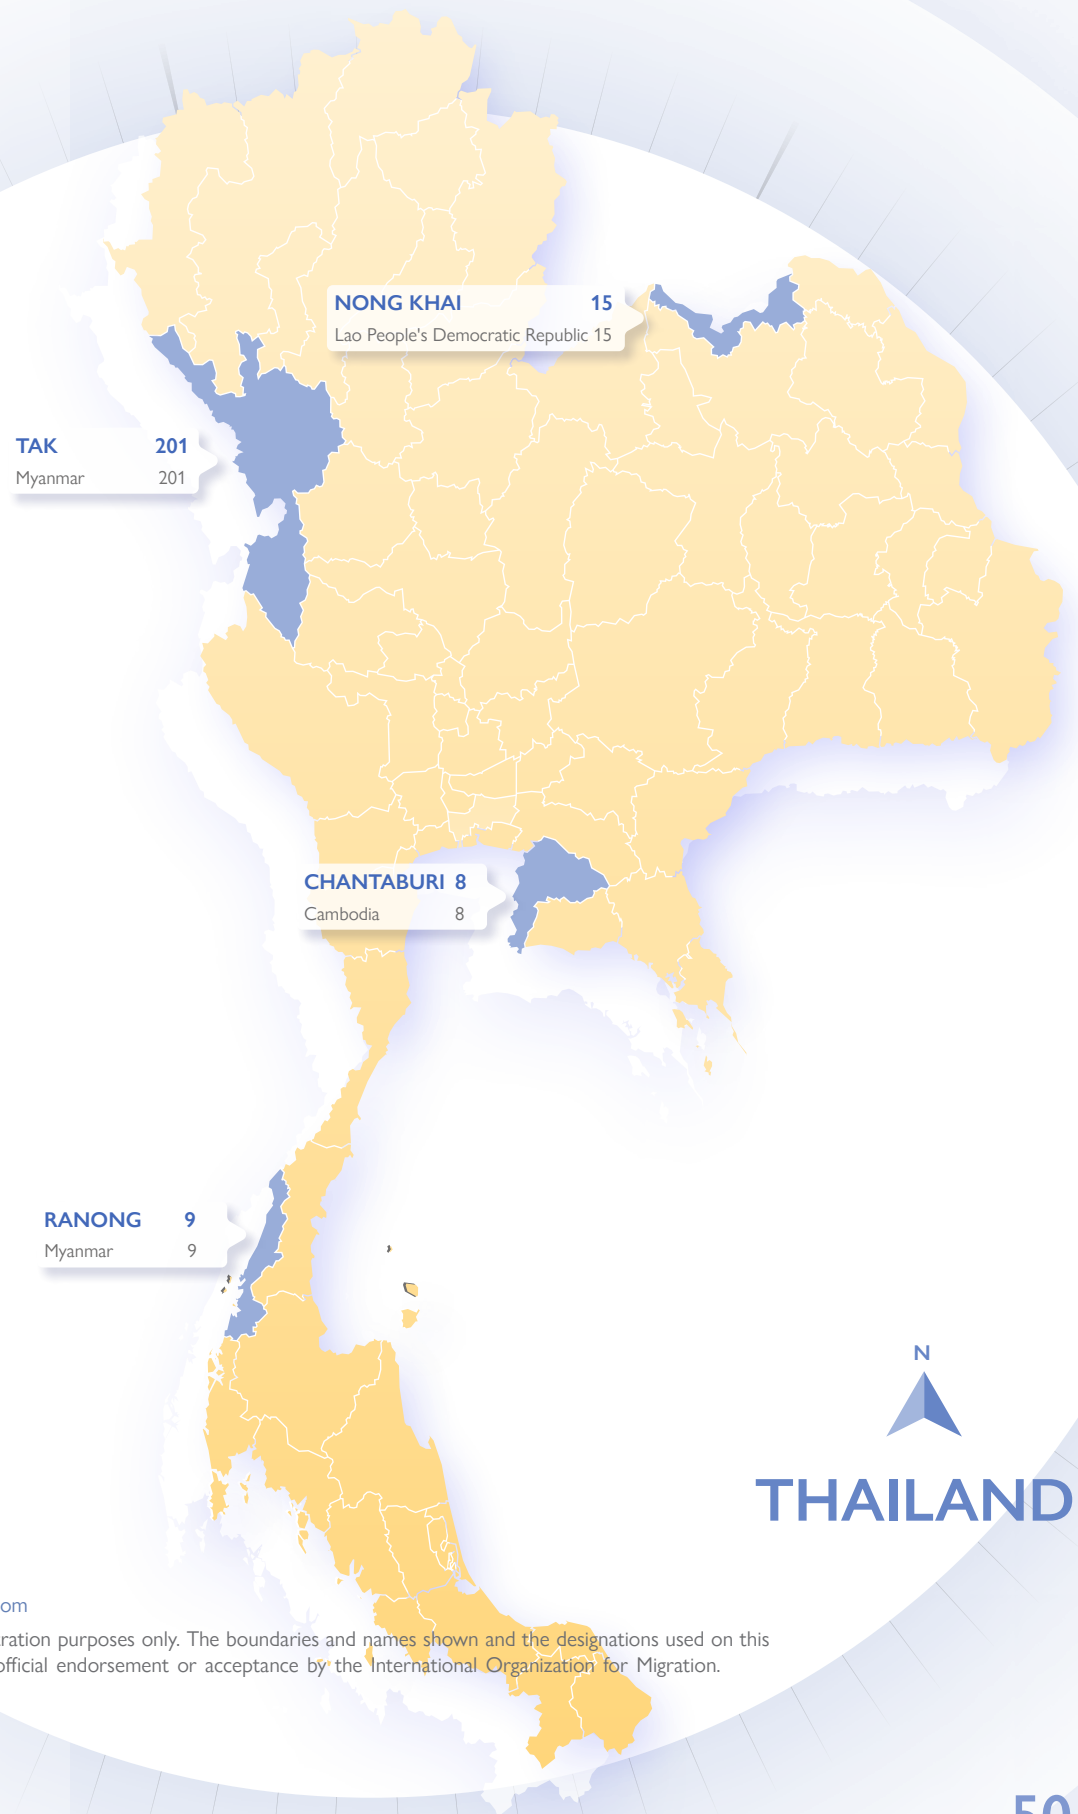 NONG KHAI 15
Lao People's Democratic Republic 15
TAK 201
Myanmar 201
CHANTABURI 8
Cambodia 8
RANONG 9
Myanmar 9
N
THAILAND
om
ration purposes only. The boundaries and names shown and the designations used on this
official endorsement or acceptance by the International Organization for Migration.
50